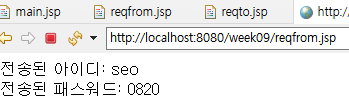 main.jsp reqfrom.jsp reqto.jsp http:/
http://localhost:8080/week09/reqfrom.jsp
전송된 아이디: seo
전송된 패스워드: 0820